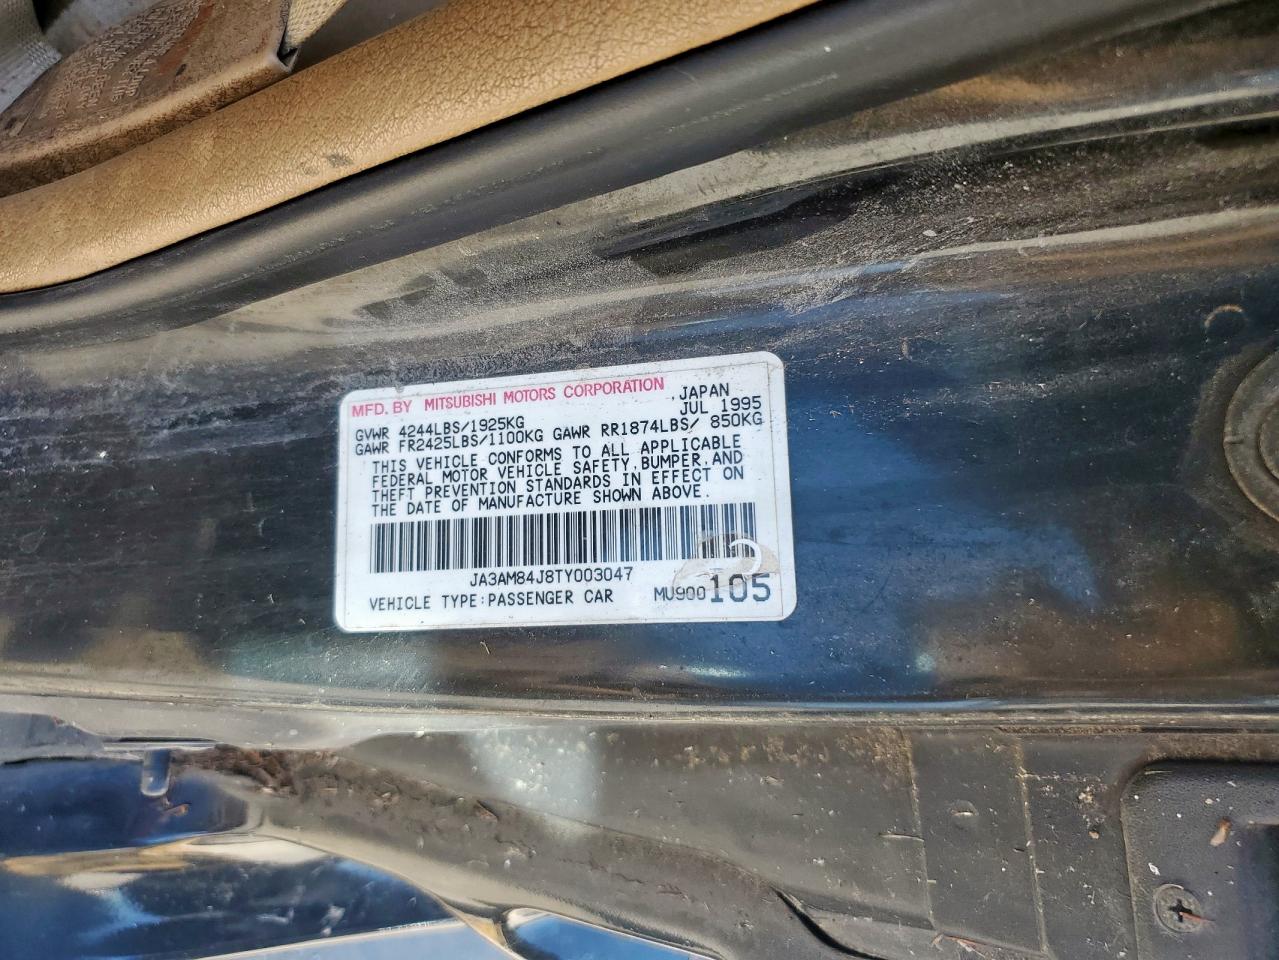 MFD. BY MITSUBISHI MOTORS CORPORATION , JAPAN
GVWR 4244LBS/1925KG JUL 1995
GAWR FR2425LBS/1100KG GAWR RR1874LBS/ 850KG
THIS VEHICLE CONFORMS TO ALL APPLICABLE
FEDERAL MOTOR VEHICLE SAFETY, BUMPER, AND
THEFT PREVENTION STANDARDS IN EFFECT ON
THE DATE OF MANUFACTURE SHOWN ABOVE.
JA3AM84J8TY003047
VEHICLE TYPE:PASSENGER CAR MU900105